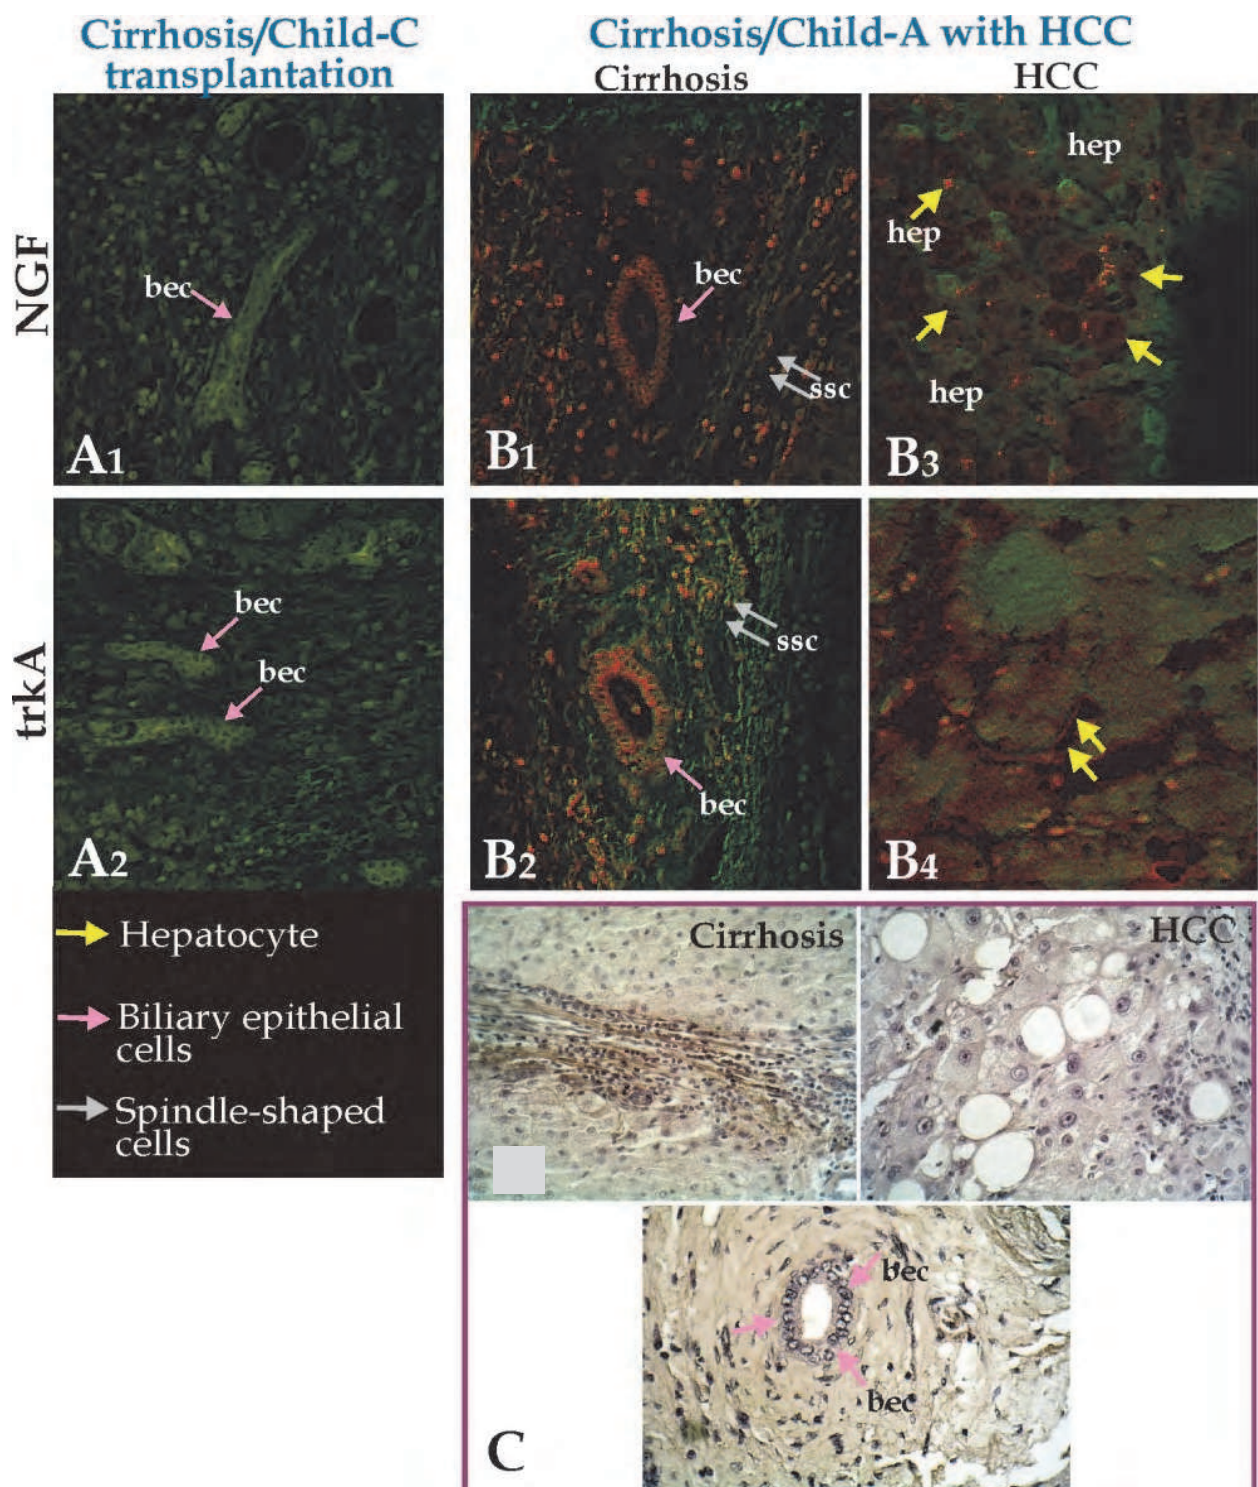 Cirrhosis/Child-C
transplantation
Cirrhosis/Child-A with HCC
Cirrhosis
HCC
NGF
bec
A1
bec
ssc
B1
hep
hep
hep
B3
trkA
bec
bec
A2
ssc
bec
B2
B4
Hepatocyte
Biliary epithelial
cells
Spindle-shaped
cells
Cirrhosis
HCC
bec
bec
C